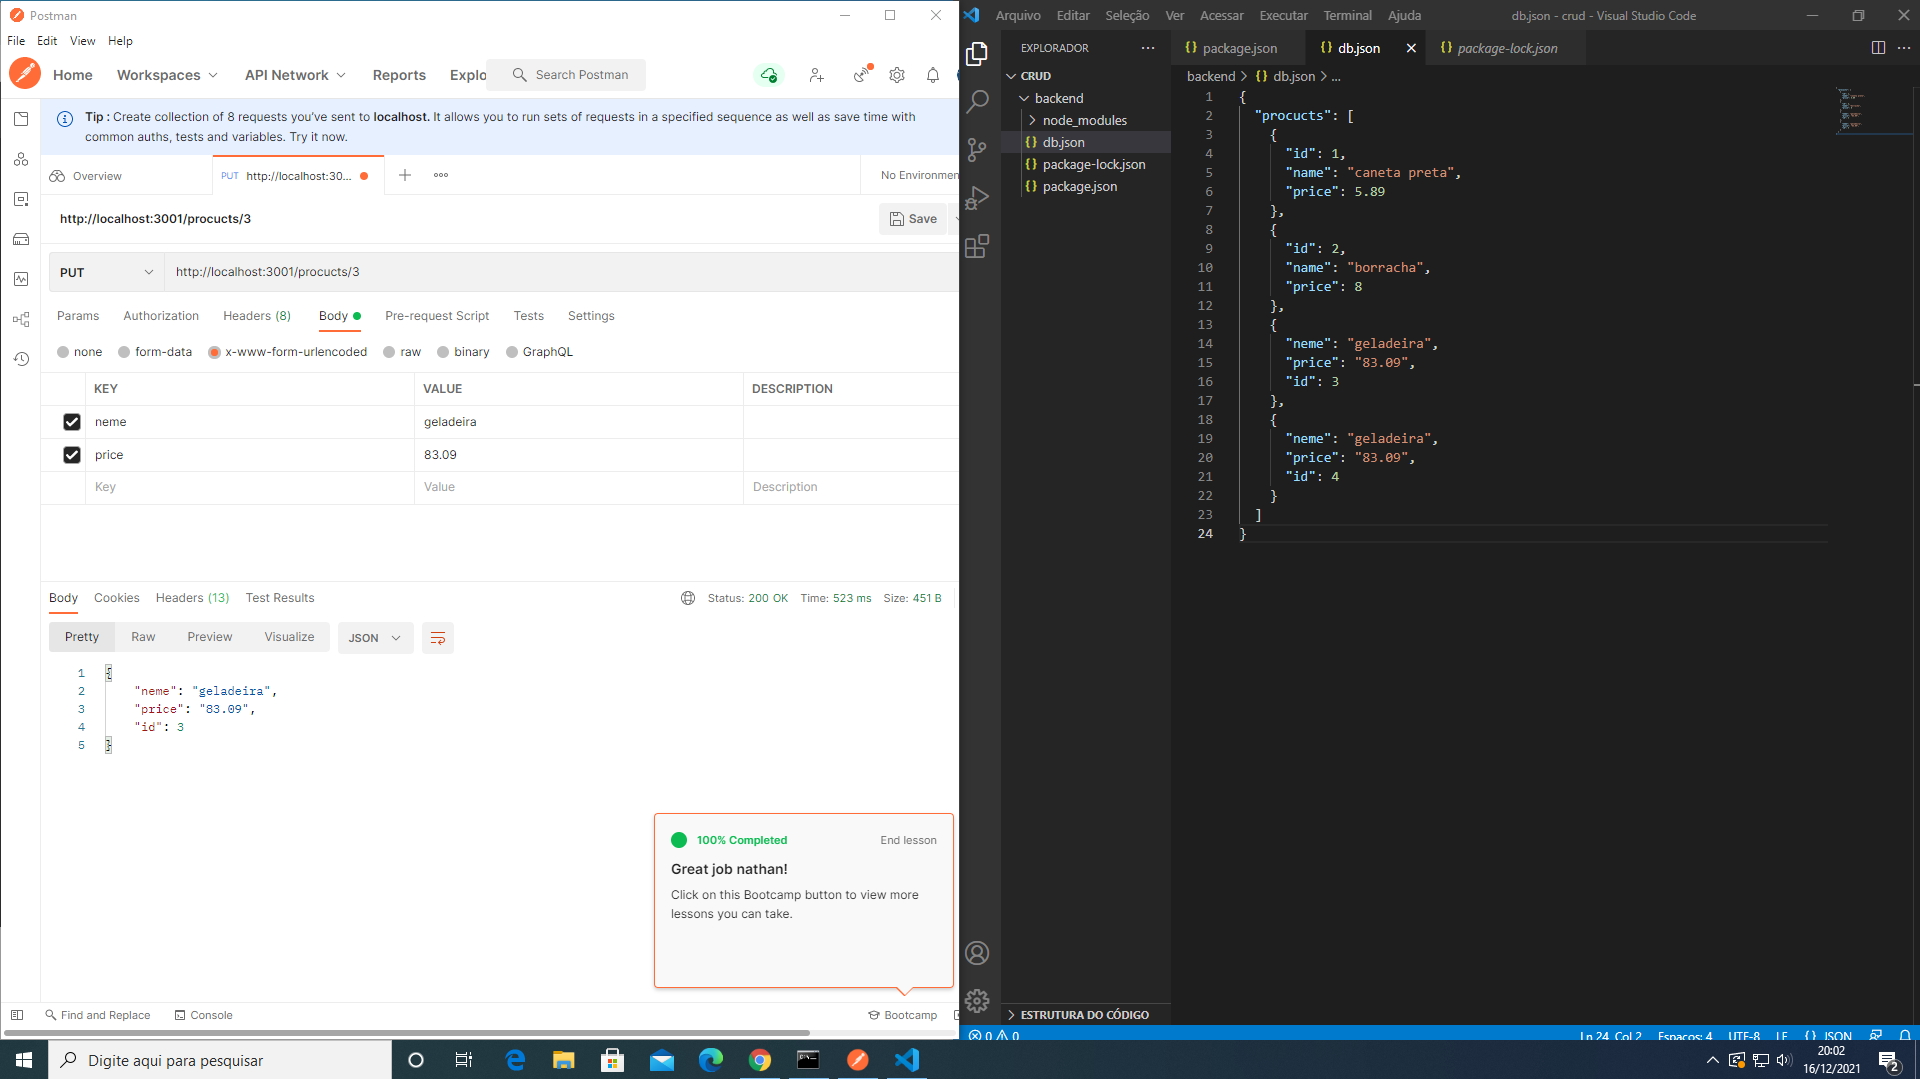 Postman
File Edit View Help
Home Workspaces API Network Reports Explo Search Postman
Tip : Create collection of 8 requests you've sent to localhost. It allows you to run sets of requests in a specified sequence as well as save time with
common auths, tests and variables. Try it now.
Overview PUT http://localhost:30... No Environmen
http://localhost:3001/procucts/3 Save
PUT http://localhost:3001/procucts/3
Params Authorization Headers (8) Body Pre-request Script Tests Settings
none form-data x-www-form-urlencoded raw binary GraphQL
KEY VALUE DESCRIPTION
neme geladeira
price 83.09
Key Value Description
Body Cookies Headers (13) Test Results Status: 200 OK Time: 523 ms Size: 451 B
Pretty Raw Preview Visualize JSON
1 {
2 "neme": "geladeira",
3 "price": "83.09",
4 "id": 3
5 }
100% Completed End lesson
Great job nathan!
Click on this Bootcamp button to view more
lessons you can take.
Find and Replace Console Bootcamp
Arquivo Editar Seleção Ver Acessar Executar Terminal Ajuda db.json - crud - Visual Studio Code
EXPLORADOR
CRUD
backend
node_modules
db.json
package-lock.json
package.json
ESTRUTURA DO CÓDIGO
package.json db.json package-lock.json
backend > db.json > ...
1 {
2 "procucts": [
3 {
4 "id": 1,
5 "name": "caneta preta",
6 "price": 5.89
7 },
8 {
9 "id": 2,
10 "name": "borracha",
11 "price": 8
12 },
13 {
14 "neme": "geladeira",
15 "price": "83.09",
16 "id": 3
17 },
18 {
19 "neme": "geladeira",
20 "price": "83.09",
21 "id": 4
22 }
23 ]
24 }
0 0 Ln 24, Col 2 Espaços: 4 UTF-8 LF {} JSON
Digite aqui para pesquisar
20:02
16/12/2021
2